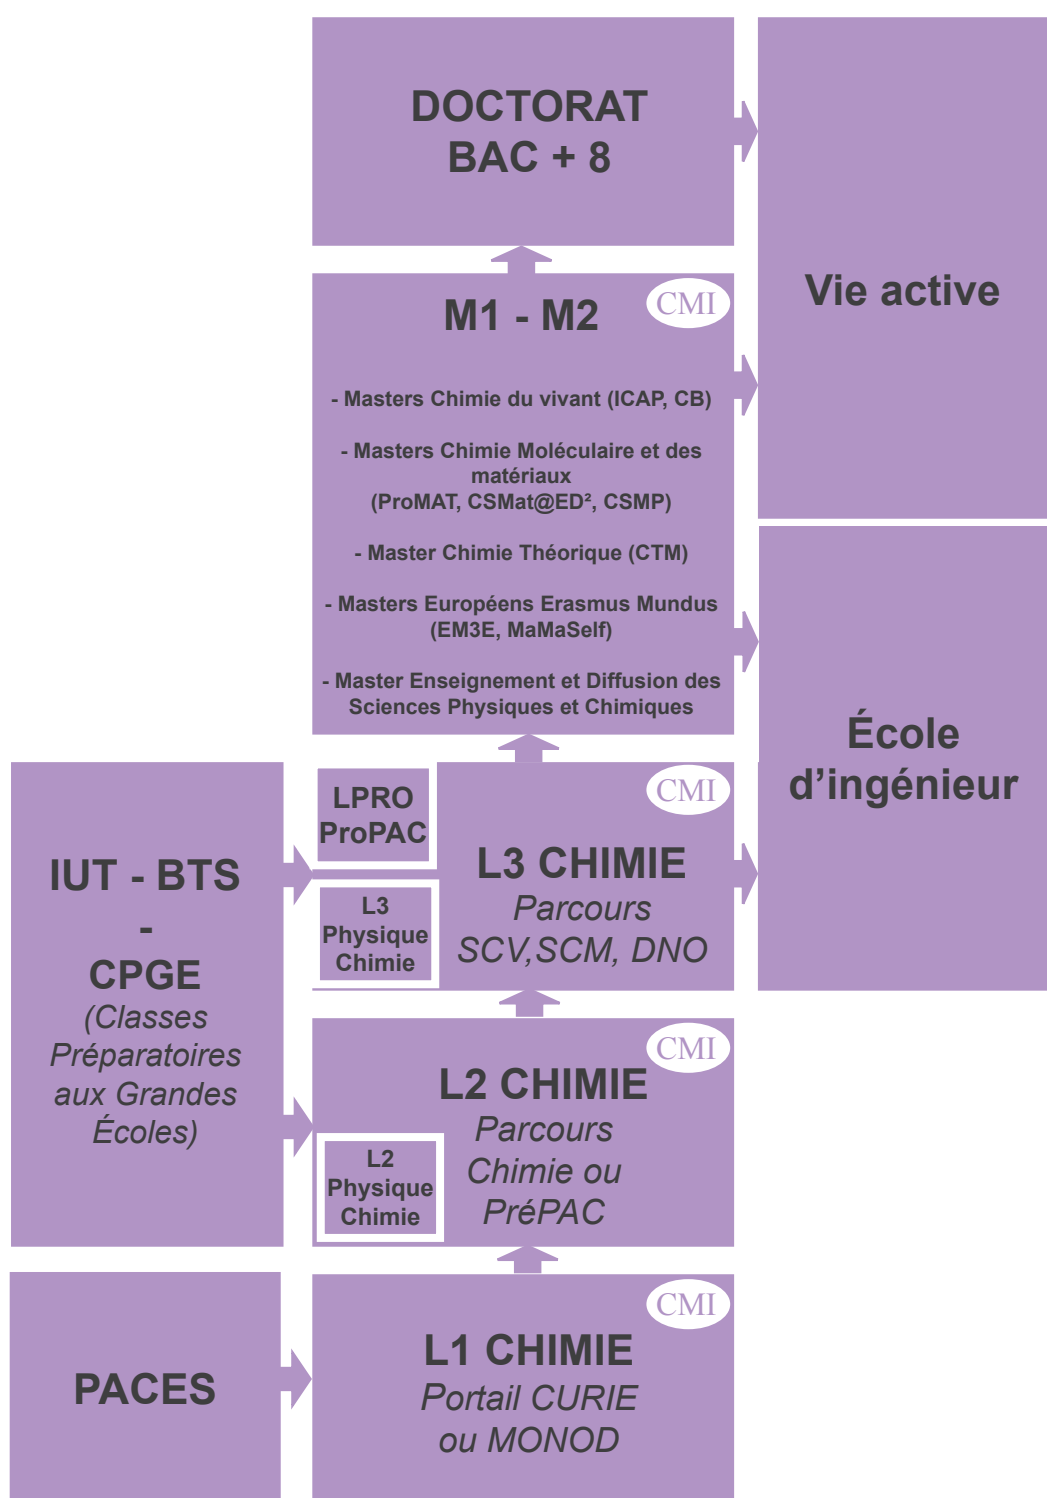 DOCTORAT
BAC + 8
Vie active
CMI
M1 - M2
- Masters Chimie du vivant (ICAP, CB)
- Masters Chimie Moléculaire et des
matériaux
(ProMAT, CSMat@ED², CSMP)
- Master Chimie Théorique (CTM)
- Masters Européens Erasmus Mundus
(EM3E, MaMaSelf)
- Master Enseignement et Diffusion des
Sciences Physiques et Chimiques
École
d’ingénieur
IUT - BTS
-
CPGE
(Classes
Préparatoires
aux Grandes
Écoles)
LPRO
ProPAC
L3
Physique
Chimie
CMI
L3 CHIMIE
Parcours
SCV,SCM, DNO
CMI
L2 CHIMIE
Parcours
Chimie ou
PréPAC
L2
Physique
Chimie
PACES
CMI
L1 CHIMIE
Portail CURIE
ou MONOD